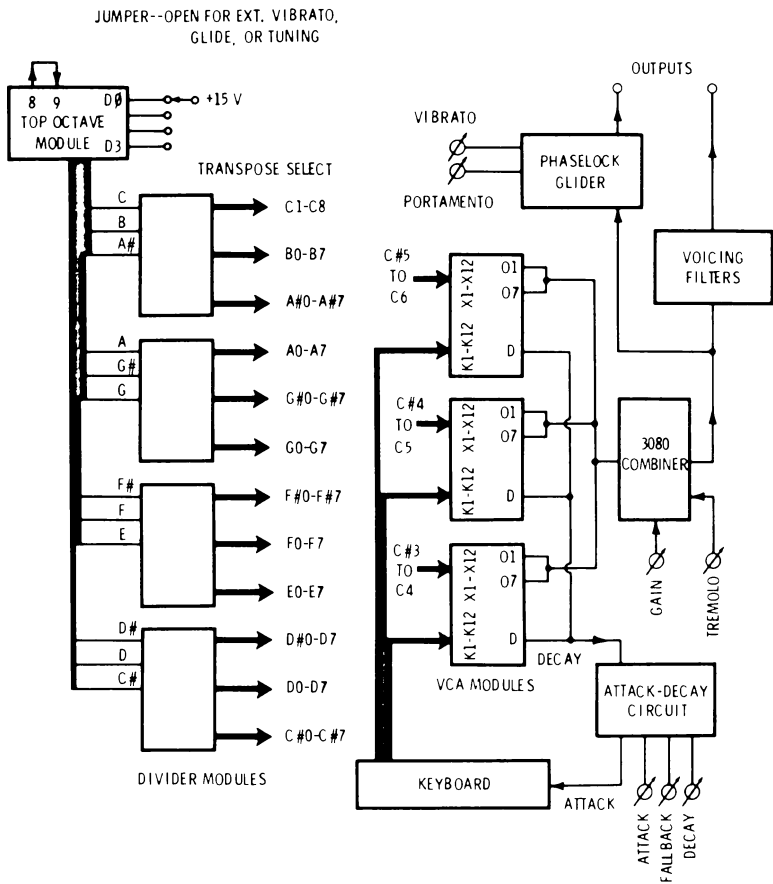 JUMPER--OPEN FOR EXT. VIBRATO,
GLIDE, OR TUNING
8 9 DØ
TOP OCTAVE
MODULE D3
+15 V
TRANSPOSE SELECT
C
B
A#
C1-C8
B0-B7
A#0-A#7
A
G#
G
A0-A7
G#0-G#7
G0-G7
F#
F
E
F#0-F#7
F0-F7
E0-E7
D#
D
C#
D#0-D7
D0-D7
C#0-C#7
DIVIDER MODULES
OUTPUTS
VIBRATO
PORTAMENTO
PHASELOCK
GLIDER
VOICING
FILTERS
C#5
TO
C6
X1-X12
K1-K12
O1
O7
D
C#4
TO
C5
X1-X12
K1-K12
O1
O7
D
C#3
TO
C4
X1-X12
K1-K12
O1
O7
D
3080
COMBINER
GAIN
TREMOLO
DECAY
VCA MODULES
ATTACK-DECAY
CIRCUIT
KEYBOARD
ATTACK
ATTACK
FALLBACK
DECAY